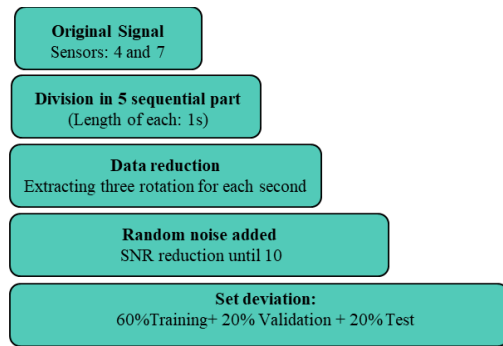 Original Signal
Sensors: 4 and 7
Division in 5 sequential part
(Length of each: 1s)
Data reduction
Extracting three rotation for each second
Random noise added
SNR reduction until 10
Set deviation:
60%Training+ 20% Validation + 20% Test